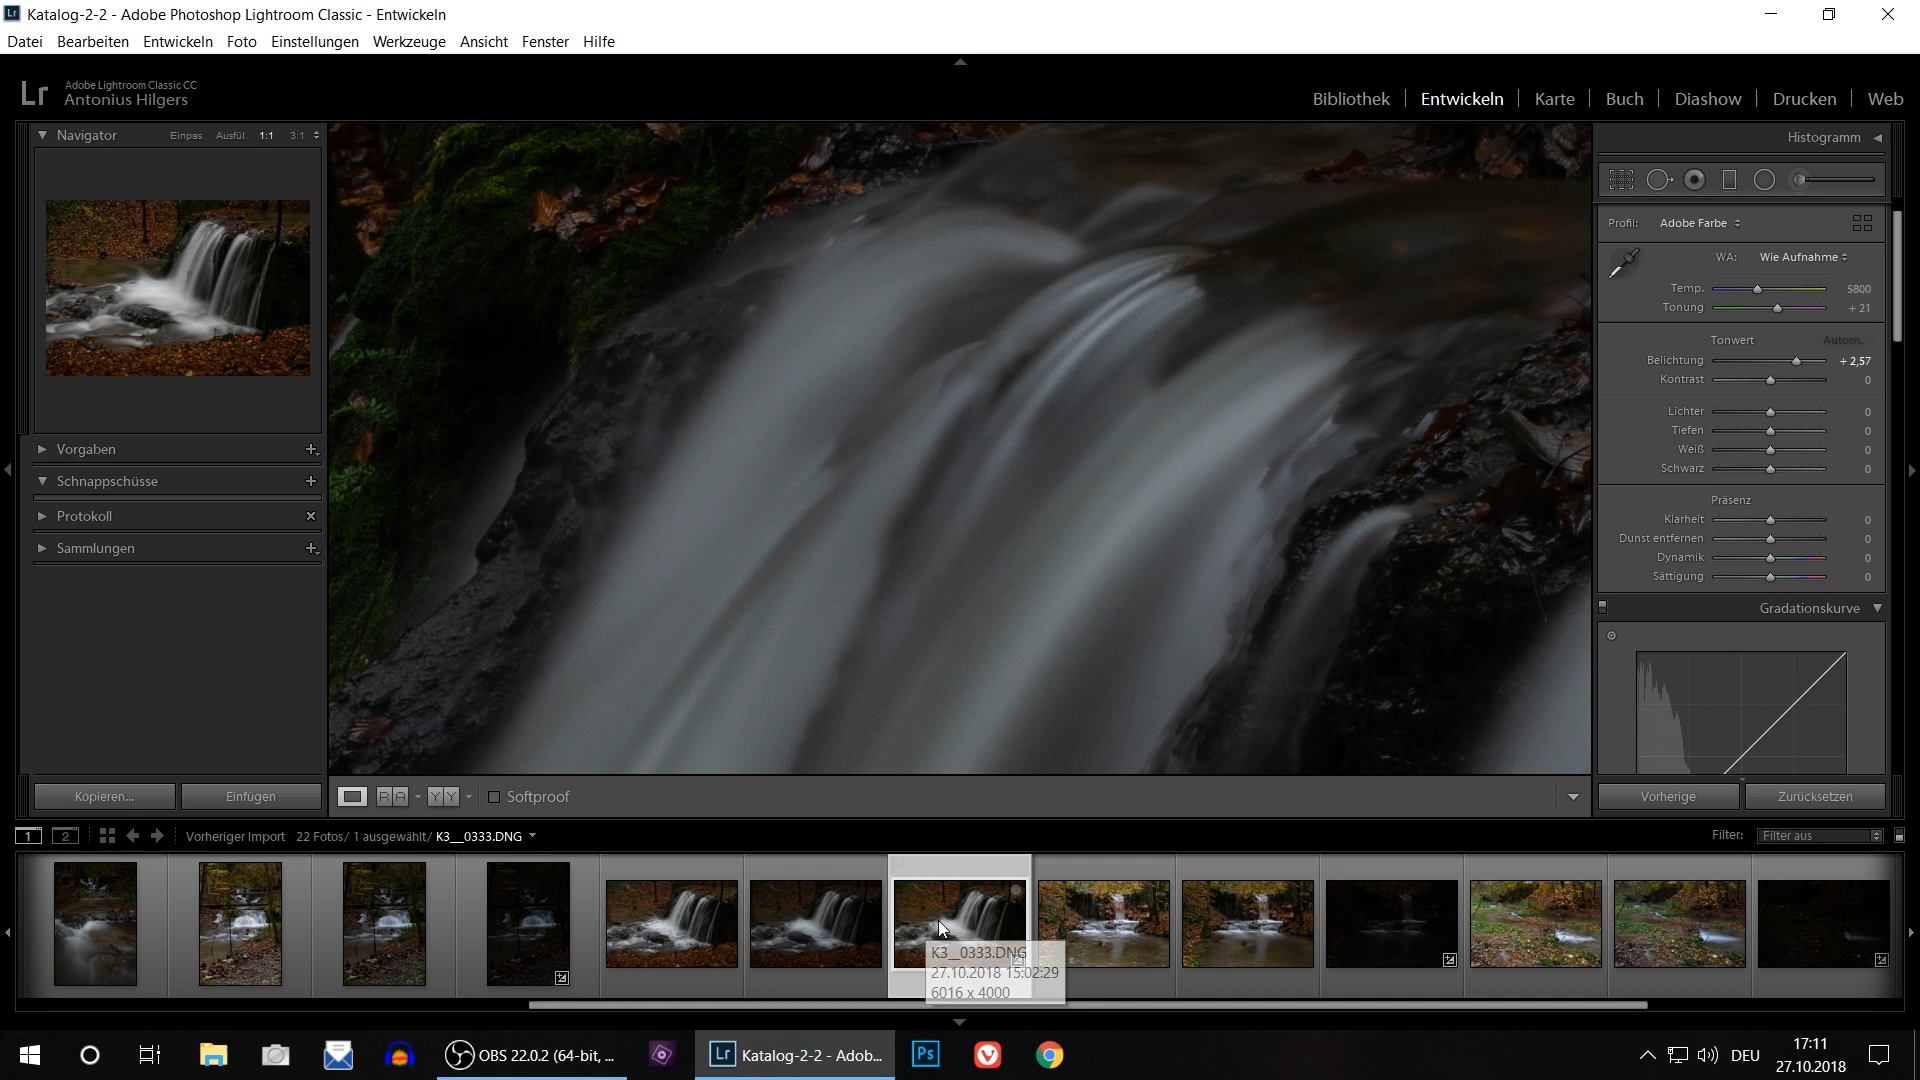 Lr Katalog-2-2 - Adobe Photoshop Lightroom Classic - Entwickeln
Datei Bearbeiten Entwickeln Foto Einstellungen Werkzeuge Ansicht Fenster Hilfe
Lr Adobe Lightroom Classic CC
Antonius Hilgers
Bibliothek | Entwickeln | Karte | Buch | Diashow | Drucken | Web
Navigator Einpas. Ausfül. 1:1 3:1
Vorgaben
Schnappschüsse
Protokoll
Sammlungen
Kopieren... Einfügen
Softproof
Histogramm
Profil: Adobe Farbe
WA: Wie Aufnahme
Temp. 5800
Tonung + 21
Tonwert Autom.
Belichtung + 2,57
Kontrast 0
Lichter 0
Tiefen 0
Weiß 0
Schwarz 0
Präsenz
Klarheit 0
Dunst entfernen 0
Dynamik 0
Sättigung 0
Gradationskurve
Vorherige Zurücksetzen
1 2 Vorheriger Import 22 Fotos/ 1 ausgewählt/ K3__0333.DNG
Filter: Filter aus
K3__0333.DNG
27.10.2018 15:02:29
6016 x 4000
OBS 22.0.2 (64-bit, ...
Lr Katalog-2-2 - Adob...
Ps
DEU
17:11
27.10.2018